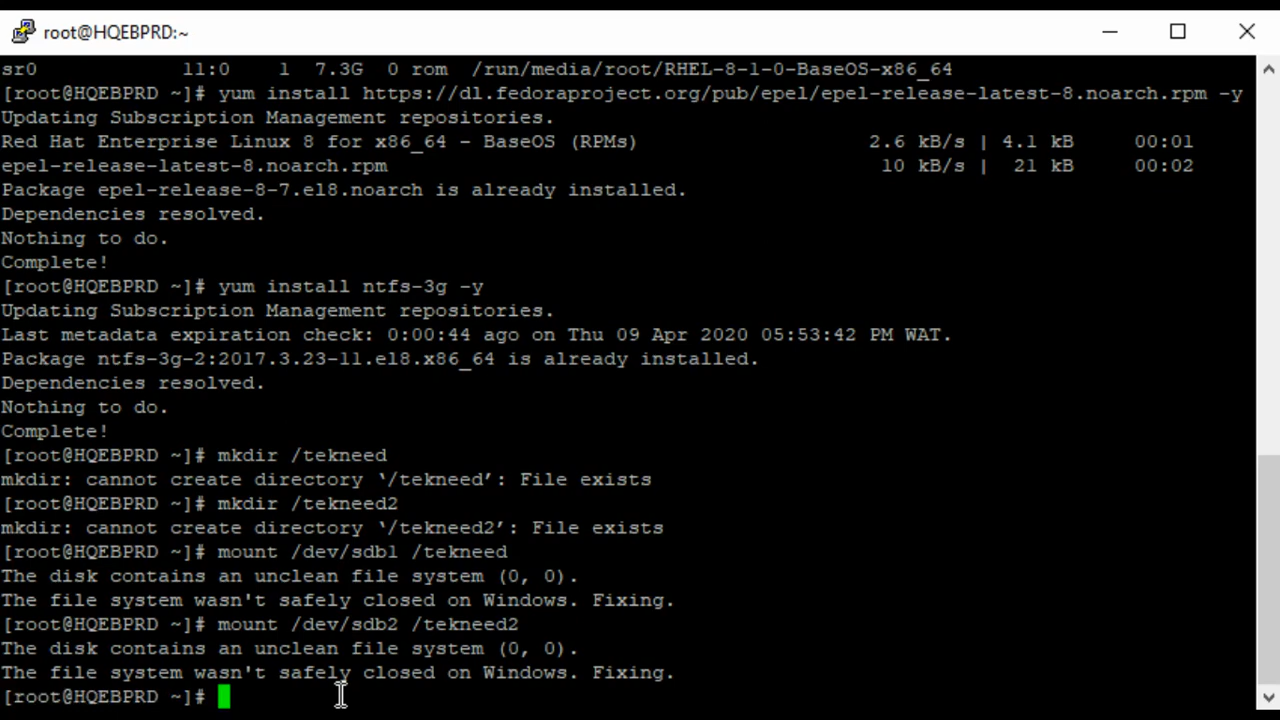 root@HQEBPRD:~
sr0 11:0 1 7.3G 0 rom /run/media/root/RHEL-8-1-0-BaseOS-x86_64
[root@HQEBPRD ~]# yum install https://dl.fedoraproject.org/pub/epel/epel-release-latest-8.noarch.rpm -y
Updating Subscription Management repositories.
Red Hat Enterprise Linux 8 for x86_64 - BaseOS (RPMs) 2.6 kB/s | 4.1 kB 00:01
epel-release-latest-8.noarch.rpm 10 kB/s | 21 kB 00:02
Package epel-release-8-7.el8.noarch is already installed.
Dependencies resolved.
Nothing to do.
Complete!
[root@HQEBPRD ~]# yum install ntfs-3g -y
Updating Subscription Management repositories.
Last metadata expiration check: 0:00:44 ago on Thu 09 Apr 2020 05:53:42 PM WAT.
Package ntfs-3g-2:2017.3.23-11.el8.x86_64 is already installed.
Dependencies resolved.
Nothing to do.
Complete!
[root@HQEBPRD ~]# mkdir /tekneed
mkdir: cannot create directory ‘/tekneed’: File exists
[root@HQEBPRD ~]# mkdir /tekneed2
mkdir: cannot create directory ‘/tekneed2’: File exists
[root@HQEBPRD ~]# mount /dev/sdb1 /tekneed
The disk contains an unclean file system (0, 0).
The file system wasn't safely closed on Windows. Fixing.
[root@HQEBPRD ~]# mount /dev/sdb2 /tekneed2
The disk contains an unclean file system (0, 0).
The file system wasn't safely closed on Windows. Fixing.
[root@HQEBPRD ~]#